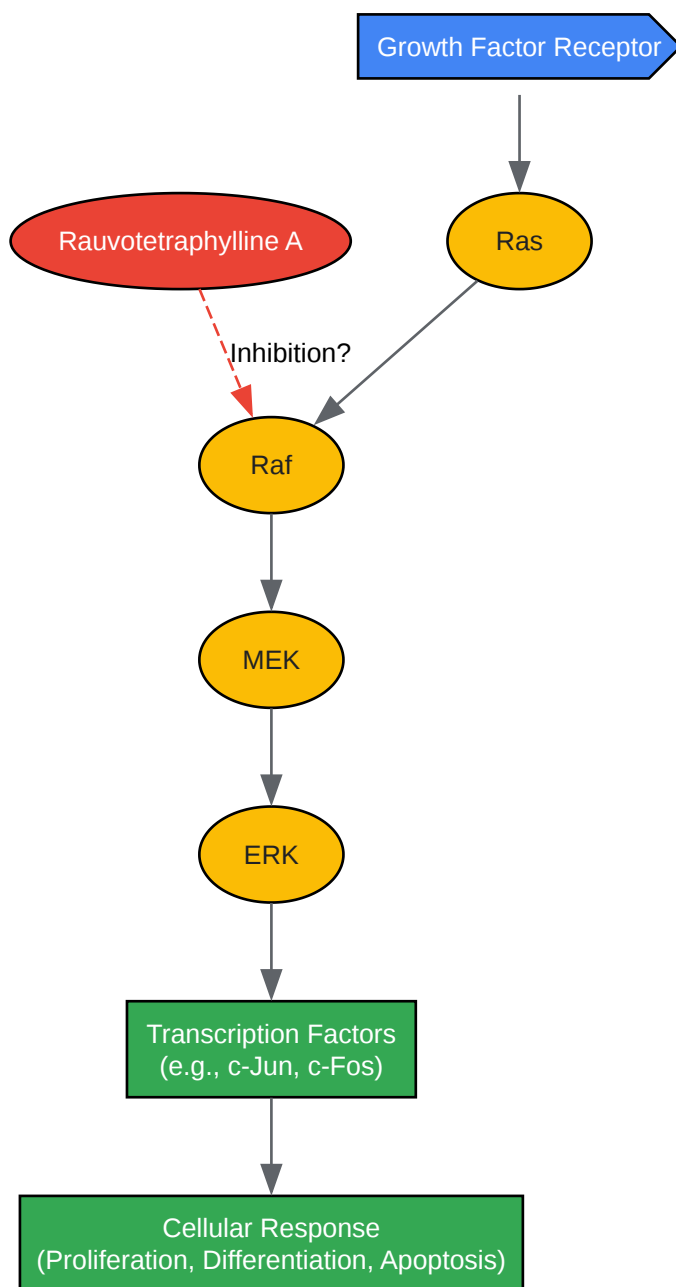 Growth Factor Receptor
Rauvotetraphylline A
Ras
Inhibition?
Raf
MEK
ERK
Transcription Factors
(e.g., c-Jun, c-Fos)
Cellular Response
(Proliferation, Differentiation, Apoptosis)